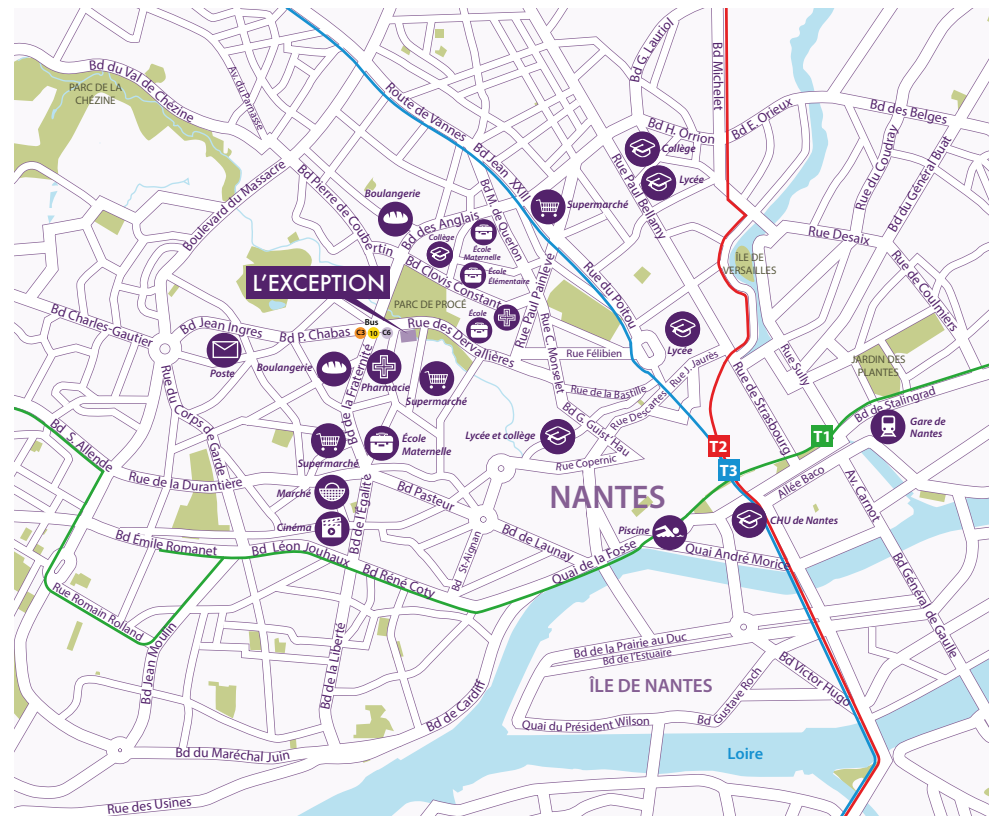 Bd du Val de Chézine
PARC DE LA
CHÉZINE
Av. du Parnasse
Route de Vannes
Bd Jean XXIII
Bd G. Lauriol
Bd Michelet
Bd H. Orrion
Bd E. Orieux
Bd des Belges
Collège
Lycée
Rue Paul Bellamy
Rue du Coudray
Bd du Général Buat
Boulevard du Massacre
Bd Pierre de Coubertin
Boulangerie
Bd des Anglais
Bd M. de Querlon
Supermarché
Collège
École
Maternelle
École
Élémentaire
Bd Clovis Constant
Rue Desaix
Rue de Coulmiers
ÎLE DE
VERSAILLES
L'EXCEPTION
PARC DE PROCÉ
École
Rue Paul Painlevé
Rue du Poitou
Bd Charles-Gautier
Bd Jean Ingres
Bd P. Chabas
Bus
C3 10 C6
Rue des Dervallières
Rue C. Monselet
Rue Félibien
Lycée
Rue J. Jaurès
Rue Sully
JARDIN DES
PLANTES
Poste
Boulangerie
Pharmacie
Supermarché
Bd de la Fraternité
Rue de la Bastille
Rue Descartes
Rue de Strasbourg
Bd de Stalingrad
Rue du Corps de Garde
Bd G. Guist'Hau
Lycée et collège
Rue Copernic
T2
T3
T1
Gare de
Nantes
Bd S. Allende
Supermarché
École
Maternelle
Rue de la Durantière
Marché
Bd Pasteur
NANTES
Allée Baco
Av. Carnot
Cinéma
Bd de l'Égalité
Bd de Launay
Piscine
CHU de Nantes
Bd Émile Romanet
Bd Léon Jouhaux
Bd René Coty
Bd St-Aignan
Quai de la Fosse
Quai André Morice
Bd Général de Gaulle
Rue Romain Rolland
Bd Jean Moulin
Bd de la Liberté
Bd de la Prairie au Duc
Bd de l'Estuaire
ÎLE DE NANTES
Bd Victor Hugo
Bd Gustave Roch
Bd de Cardiff
Quai du Président Wilson
Bd du Maréchal Juin
Loire
Rue des Usines